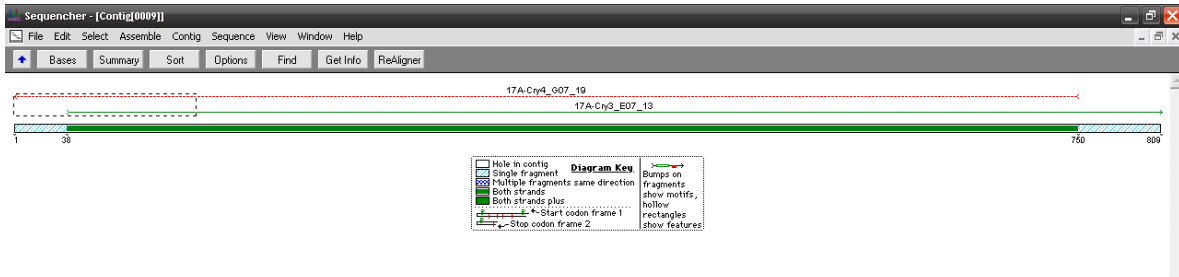 Sequencher - [Contig[0009]]
File Edit Select Assemble Contig Sequence View Window Help
Bases Summary Sort Options Find Get Info ReAligner
17A-Cry4_G07_19
17A-Cry3_E07_13
1 38 750 809
Hole in contig
Diagram Key
Single fragment
Multiple fragments same direction
Both strands
Both strands plus
Start codon frame 1
Stop codon frame 2
Bumps on
fragments
show motifs,
hollow
rectangles
show features